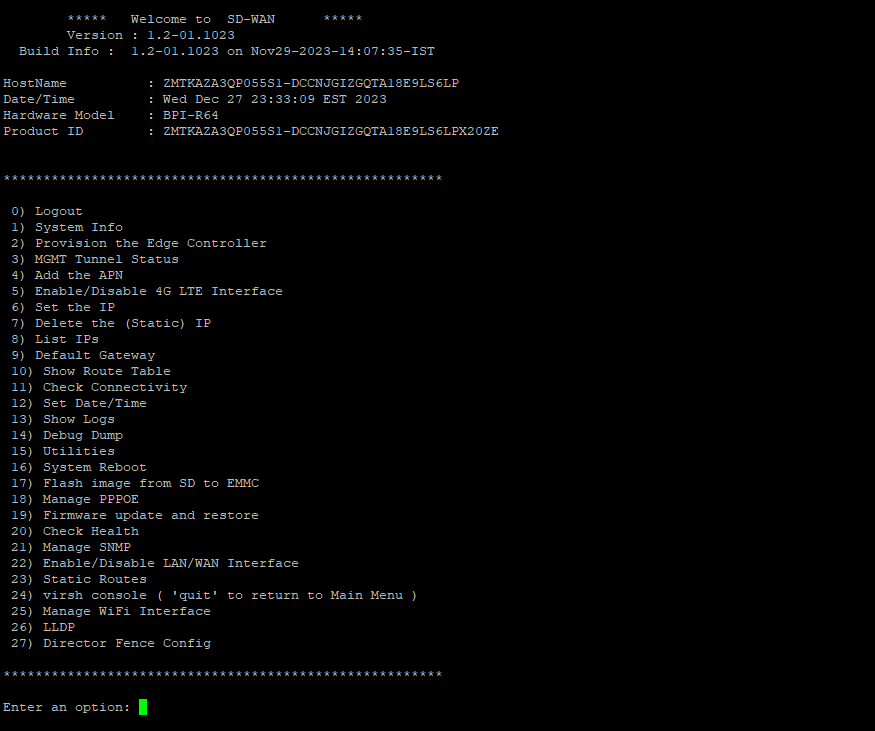 ***** Welcome to SD-WAN *****
Version : 1.2-01.1023
Build Info : 1.2-01.1023 on Nov29-2023-14:07:35-IST
HostName : ZMTKAZA3QP055S1-DCCNJGIZGQTA18E9LS6LP
Date/Time : Wed Dec 27 23:33:09 EST 2023
Hardware Model : BPI-R64
Product ID : ZMTKAZA3QP055S1-DCCNJGIZGQTA18E9LS6LPX20ZE
*******************************************************
0) Logout
1) System Info
2) Provision the Edge Controller
3) MGMT Tunnel Status
4) Add the APN
5) Enable/Disable 4G LTE Interface
6) Set the IP
7) Delete the (Static) IP
8) List IPs
9) Default Gateway
10) Show Route Table
11) Check Connectivity
12) Set Date/Time
13) Show Logs
14) Debug Dump
15) Utilities
16) System Reboot
17) Flash image from SD to EMMC
18) Manage PPPOE
19) Firmware update and restore
20) Check Health
21) Manage SNMP
22) Enable/Disable LAN/WAN Interface
23) Static Routes
24) virsh console ( 'quit' to return to Main Menu )
25) Manage WiFi Interface
26) LLDP
27) Director Fence Config
*******************************************************
Enter an option: